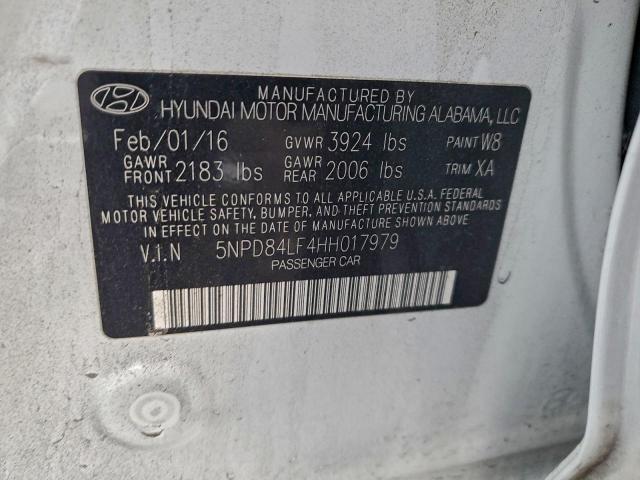 MANUFACTURED BY
HYUNDAI MOTOR MANUFACTURING ALABAMA, LLC
Feb/01/16 GVWR 3924 lbs PAINT W8
GAWR FRONT 2183 lbs GAWR REAR 2006 lbs TRIM XA
THIS VEHICLE CONFORMS TO ALL APPLICABLE U.S.A. FEDERAL
MOTOR VEHICLE SAFETY, BUMPER, AND THEFT PREVENTION STANDARDS
IN EFFECT ON THE DATE OF MANUFACTURE SHOWN ABOVE.
V.I.N 5NPD84LF4HH017979
PASSENGER CAR